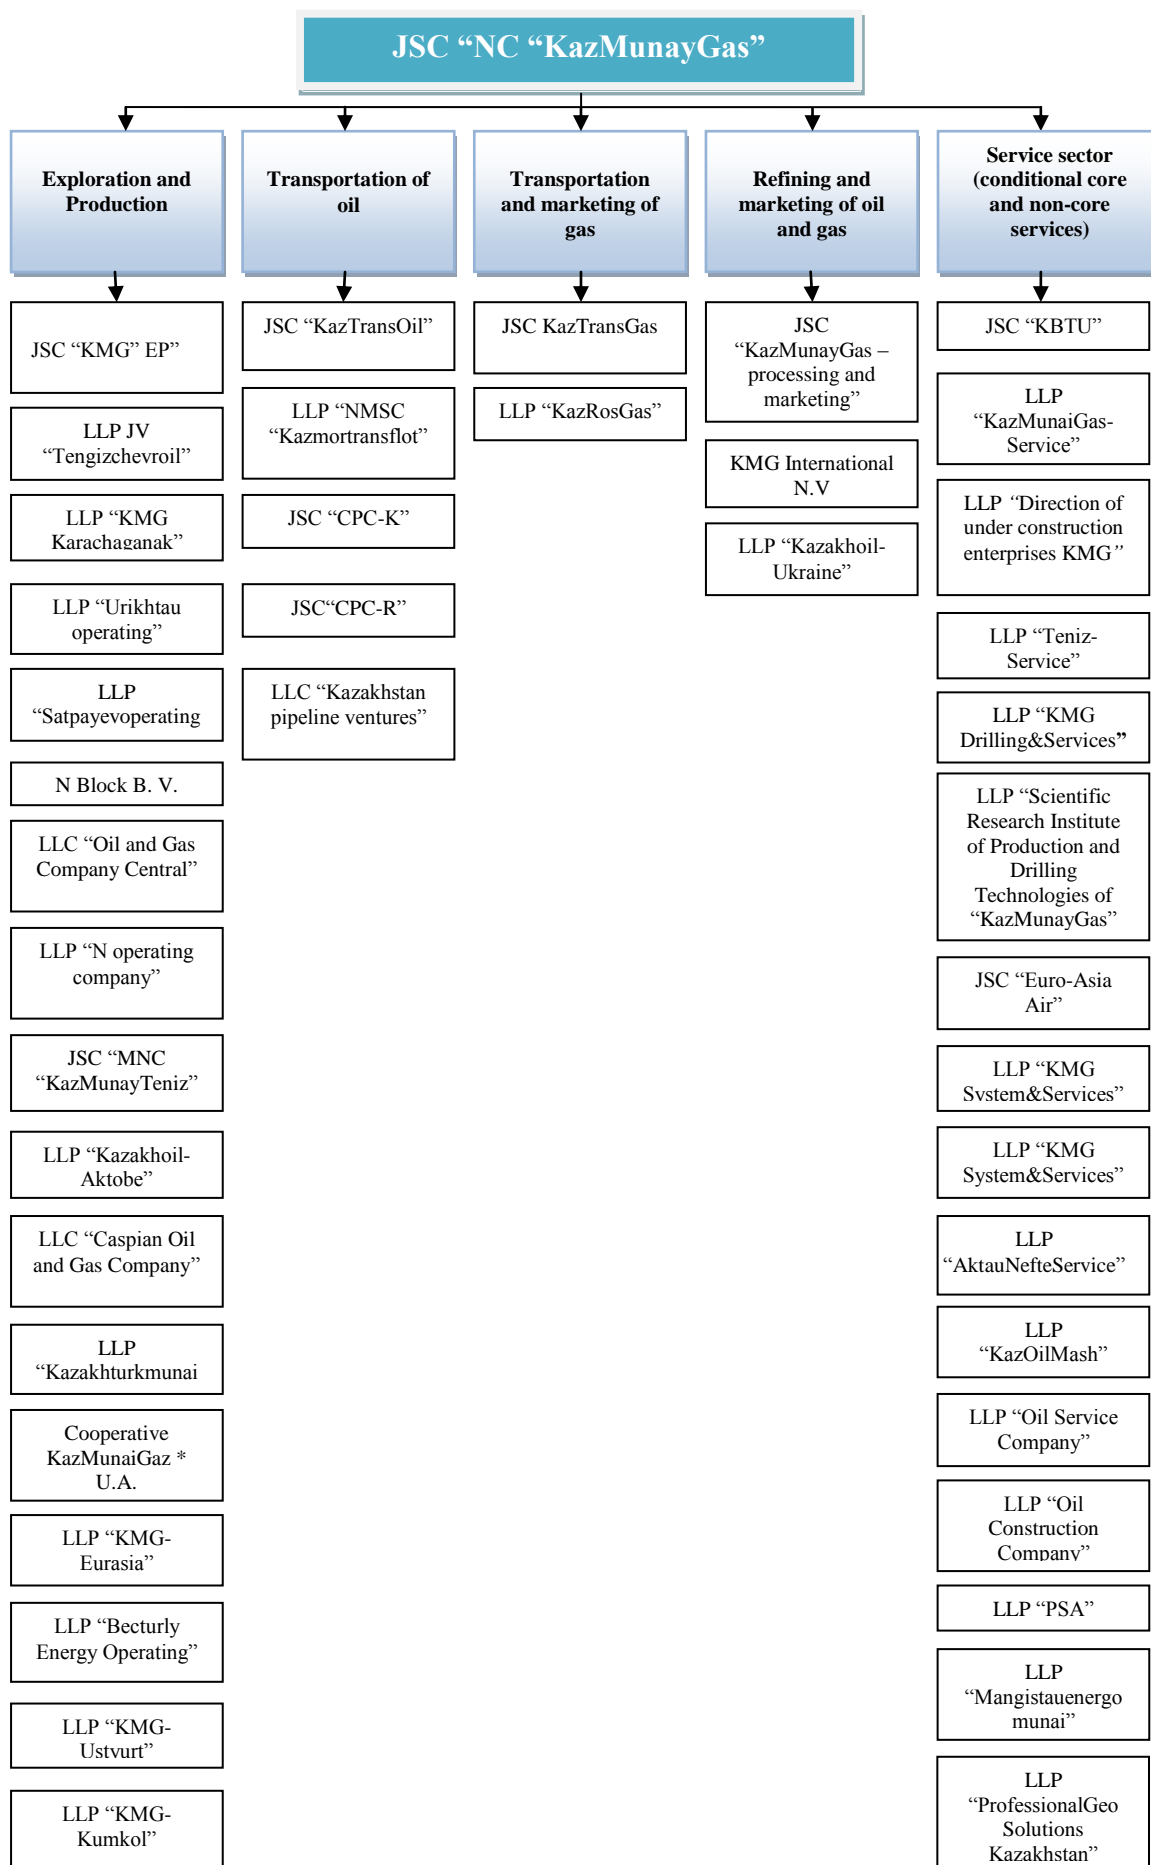 JSC “NC “KazMunayGas”
Exploration and
Production
JSC “KMG” EP”
LLP JV
“Tengizchevroil”
LLP “KMG
Karachaganak”
LLP “Urikhtau
operating”
LLP
“Satpayevoperating
N Block B. V.
LLC “Oil and Gas
Company Central”
LLP “N operating
company”
JSC “MNC
“KazMunayTeniz”
LLP “Kazakhoil-
Aktobe”
LLC “Caspian Oil
and Gas Company”
LLP
“Kazakhturkmunai
Cooperative
KazMunaiGaz *
U.A.
LLP “KMG-
Eurasia”
LLP “Becturly
Energy Operating”
LLP “KMG-
Ustvurt”
LLP “KMG-
Kumkol”
Transportation of
oil
JSC “KazTransOil”
LLP “NMSC
“Kazmortransflot”
JSC “CPC-K”
JSC“CPC-R”
LLC “Kazakhstan
pipeline ventures”
Transportation
and marketing of
gas
JSC KazTransGas
LLP “KazRosGas”
Refining and
marketing of oil
and gas
JSC
“KazMunayGas –
processing and
marketing”
KMG International
N.V
LLP “Kazakhoil-
Ukraine”
Service sector
(conditional core
and non-core
services)
JSC “KBTU”
LLP
“KazMunaiGas-
Service”
LLP “Direction of
under construction
enterprises KMG”
LLP “Teniz-
Service”
LLP “KMG
Drilling&Services”
LLP “Scientific
Research Institute
of Production and
Drilling
Technologies of
“KazMunayGas”
JSC “Euro-Asia
Air”
LLP “KMG
System&Services”
LLP “KMG
System&Services”
LLP
“AktauNefteService”
LLP
“KazOilMash”
LLP “Oil Service
Company”
LLP “Oil
Construction
Company”
LLP “PSA”
LLP
“Mangistauenergo
munai”
LLP
“ProfessionalGeo
Solutions
Kazakhstan”